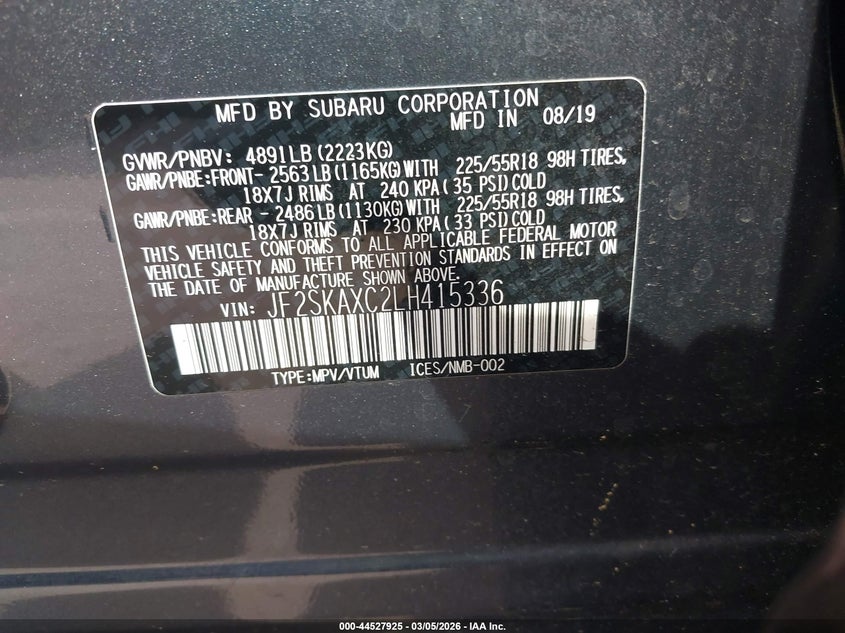 MFD BY SUBARU CORPORATION
MFD IN 08/19
GVWR/PNBV: 4891LB(2223KG)
GAWR/PNBE:FRONT- 2563LB(1165KG)WITH 225/55R18 98H TIRES,
18X7J RIMS AT 240 KPA(35 PSI)COLD
GAWR/PNBE:REAR - 2486LB(1130KG)WITH 225/55R18 98H TIRES,
18X7J RIMS AT 230 KPA(33 PSI)COLD
THIS VEHICLE CONFORMS TO ALL APPLICABLE FEDERAL MOTOR
VEHICLE SAFETY AND THEFT PREVENTION STANDARDS IN EFFECT ON
THE DATE OF MANUFACTURE SHOWN ABOVE.
VIN: JF2SKAXC2LH415336
TYPE:MPV/VTUM ICES/NMB-002
000-44527925 - 03/05/2026 - IAA Inc.